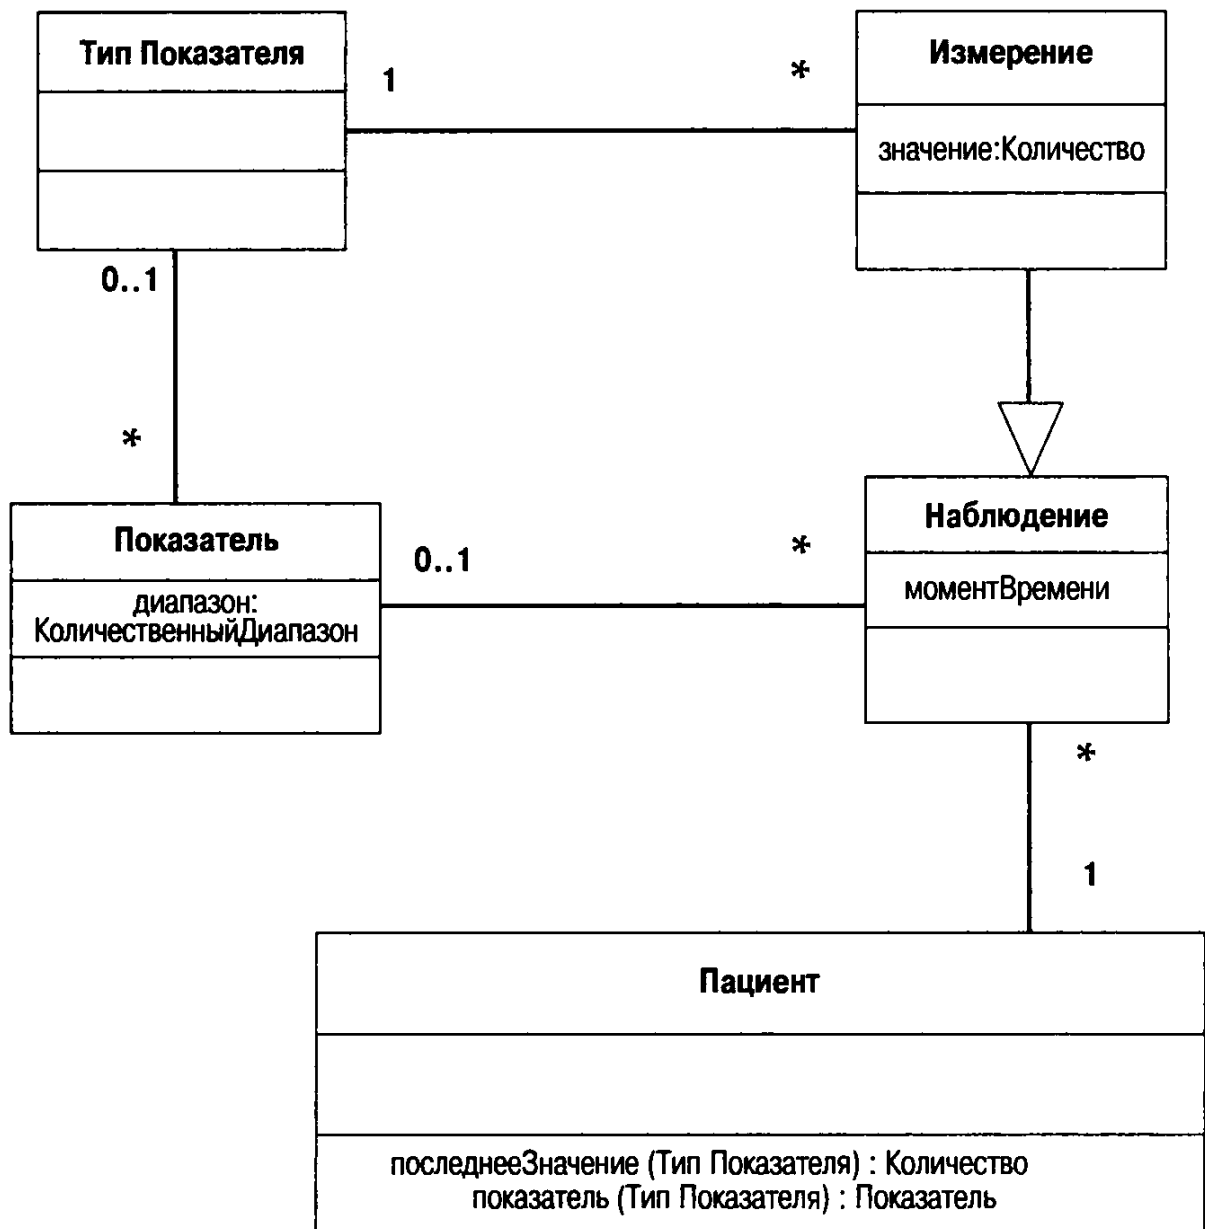 Тип Показателя
1
*
Измерение
значение:Количество
0..1
*
Показатель
диапазон:
КоличественныйДиапазон
0..1
*
Наблюдение
моментВремени
*
1
Пациент
последнееЗначение (Тип Показателя) : Количество
показатель (Тип Показателя) : Показатель